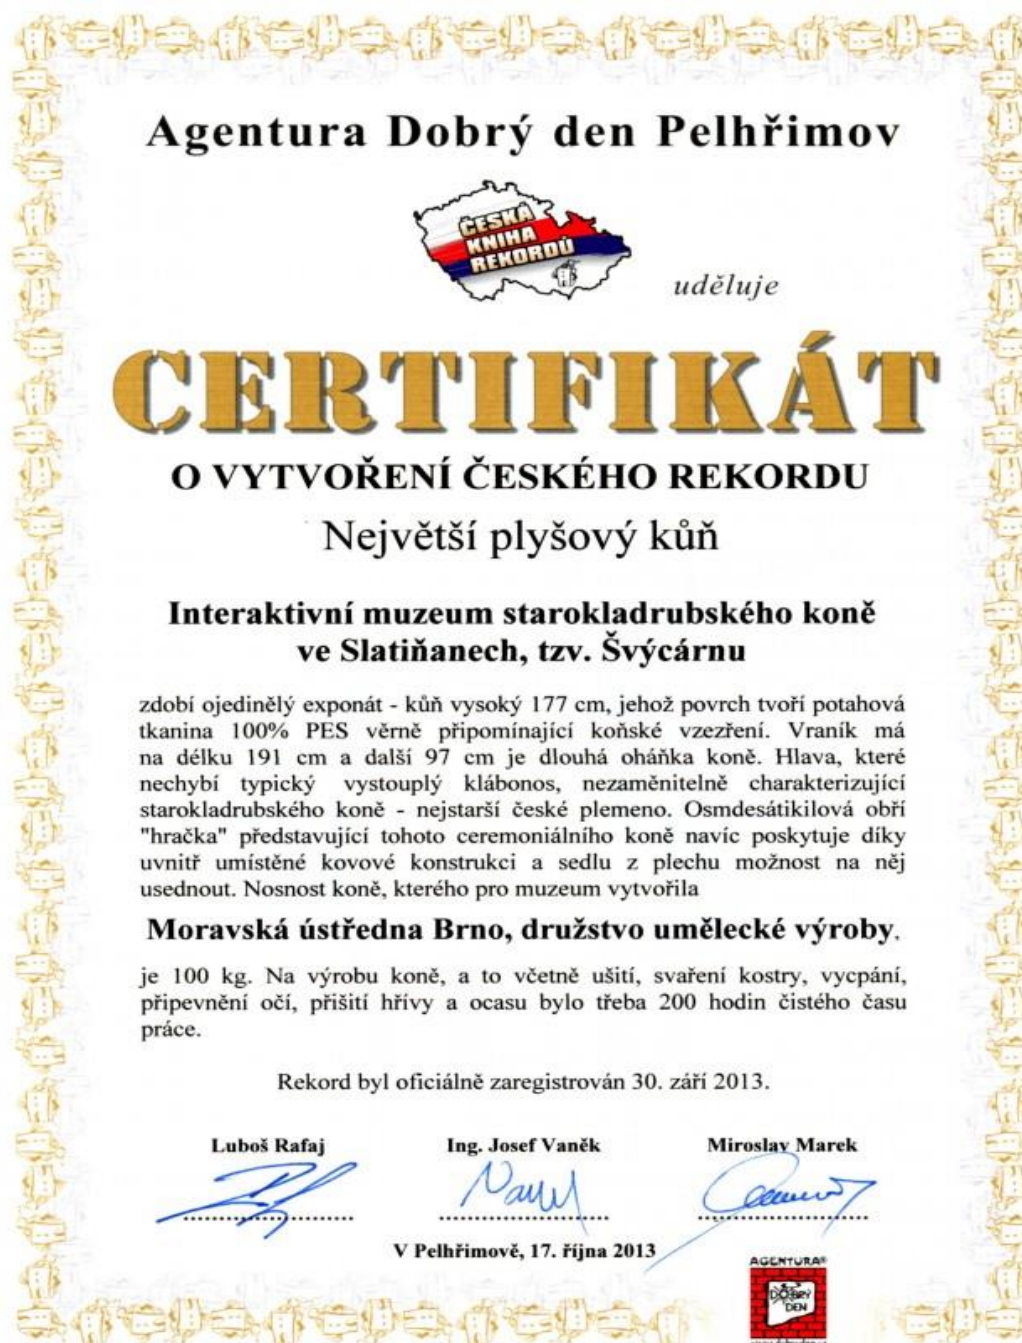 Agentura Dobrý den Pelhřimov
ČESKÁ
KNIHA
REKORDŮ
uděluje
CERTIFIKÁT
O VYTVOŘENÍ ČESKÉHO REKORDU
Největší plyšový kůň
Interaktivní muzeum starokladrubského koně
ve Slatiňanech, tzv. Švýcárnu
zdobí ojedinělý exponát - kůň vysoký 177 cm, jehož povrch tvoří potahová
tkanina 100% PES věrně připomínající koňské vzezření. Vraník má
na délku 191 cm a další 97 cm je dlouhá oháňka koně. Hlava, které
nechybí typický vystouplý klábonos, nezaměnitelně charakterizující
starokladrubského koně - nejstarší české plemeno. Osmdesátikilová obří
"hračka" představující tohoto ceremoniálního koně navíc poskytuje díky
uvnitř umístěné kovové konstrukci a sedlu z plechu možnost na něj
usednout. Nosnost koně, kterého pro muzeum vytvořila
Moravská ústředna Brno, družstvo umělecké výroby,
je 100 kg. Na výrobu koně, a to včetně ušití, svaření kostry, vycpání,
připevnění očí, přišití hřívy a ocasu bylo třeba 200 hodin čistého času
práce.
Rekord byl oficiálně zaregistrován 30. září 2013.
Luboš Rafaj Ing. Josef Vaněk Miroslav Marek
V Pelhřimově, 17. října 2013
AGENTURA®
DOBRÝ
DEN